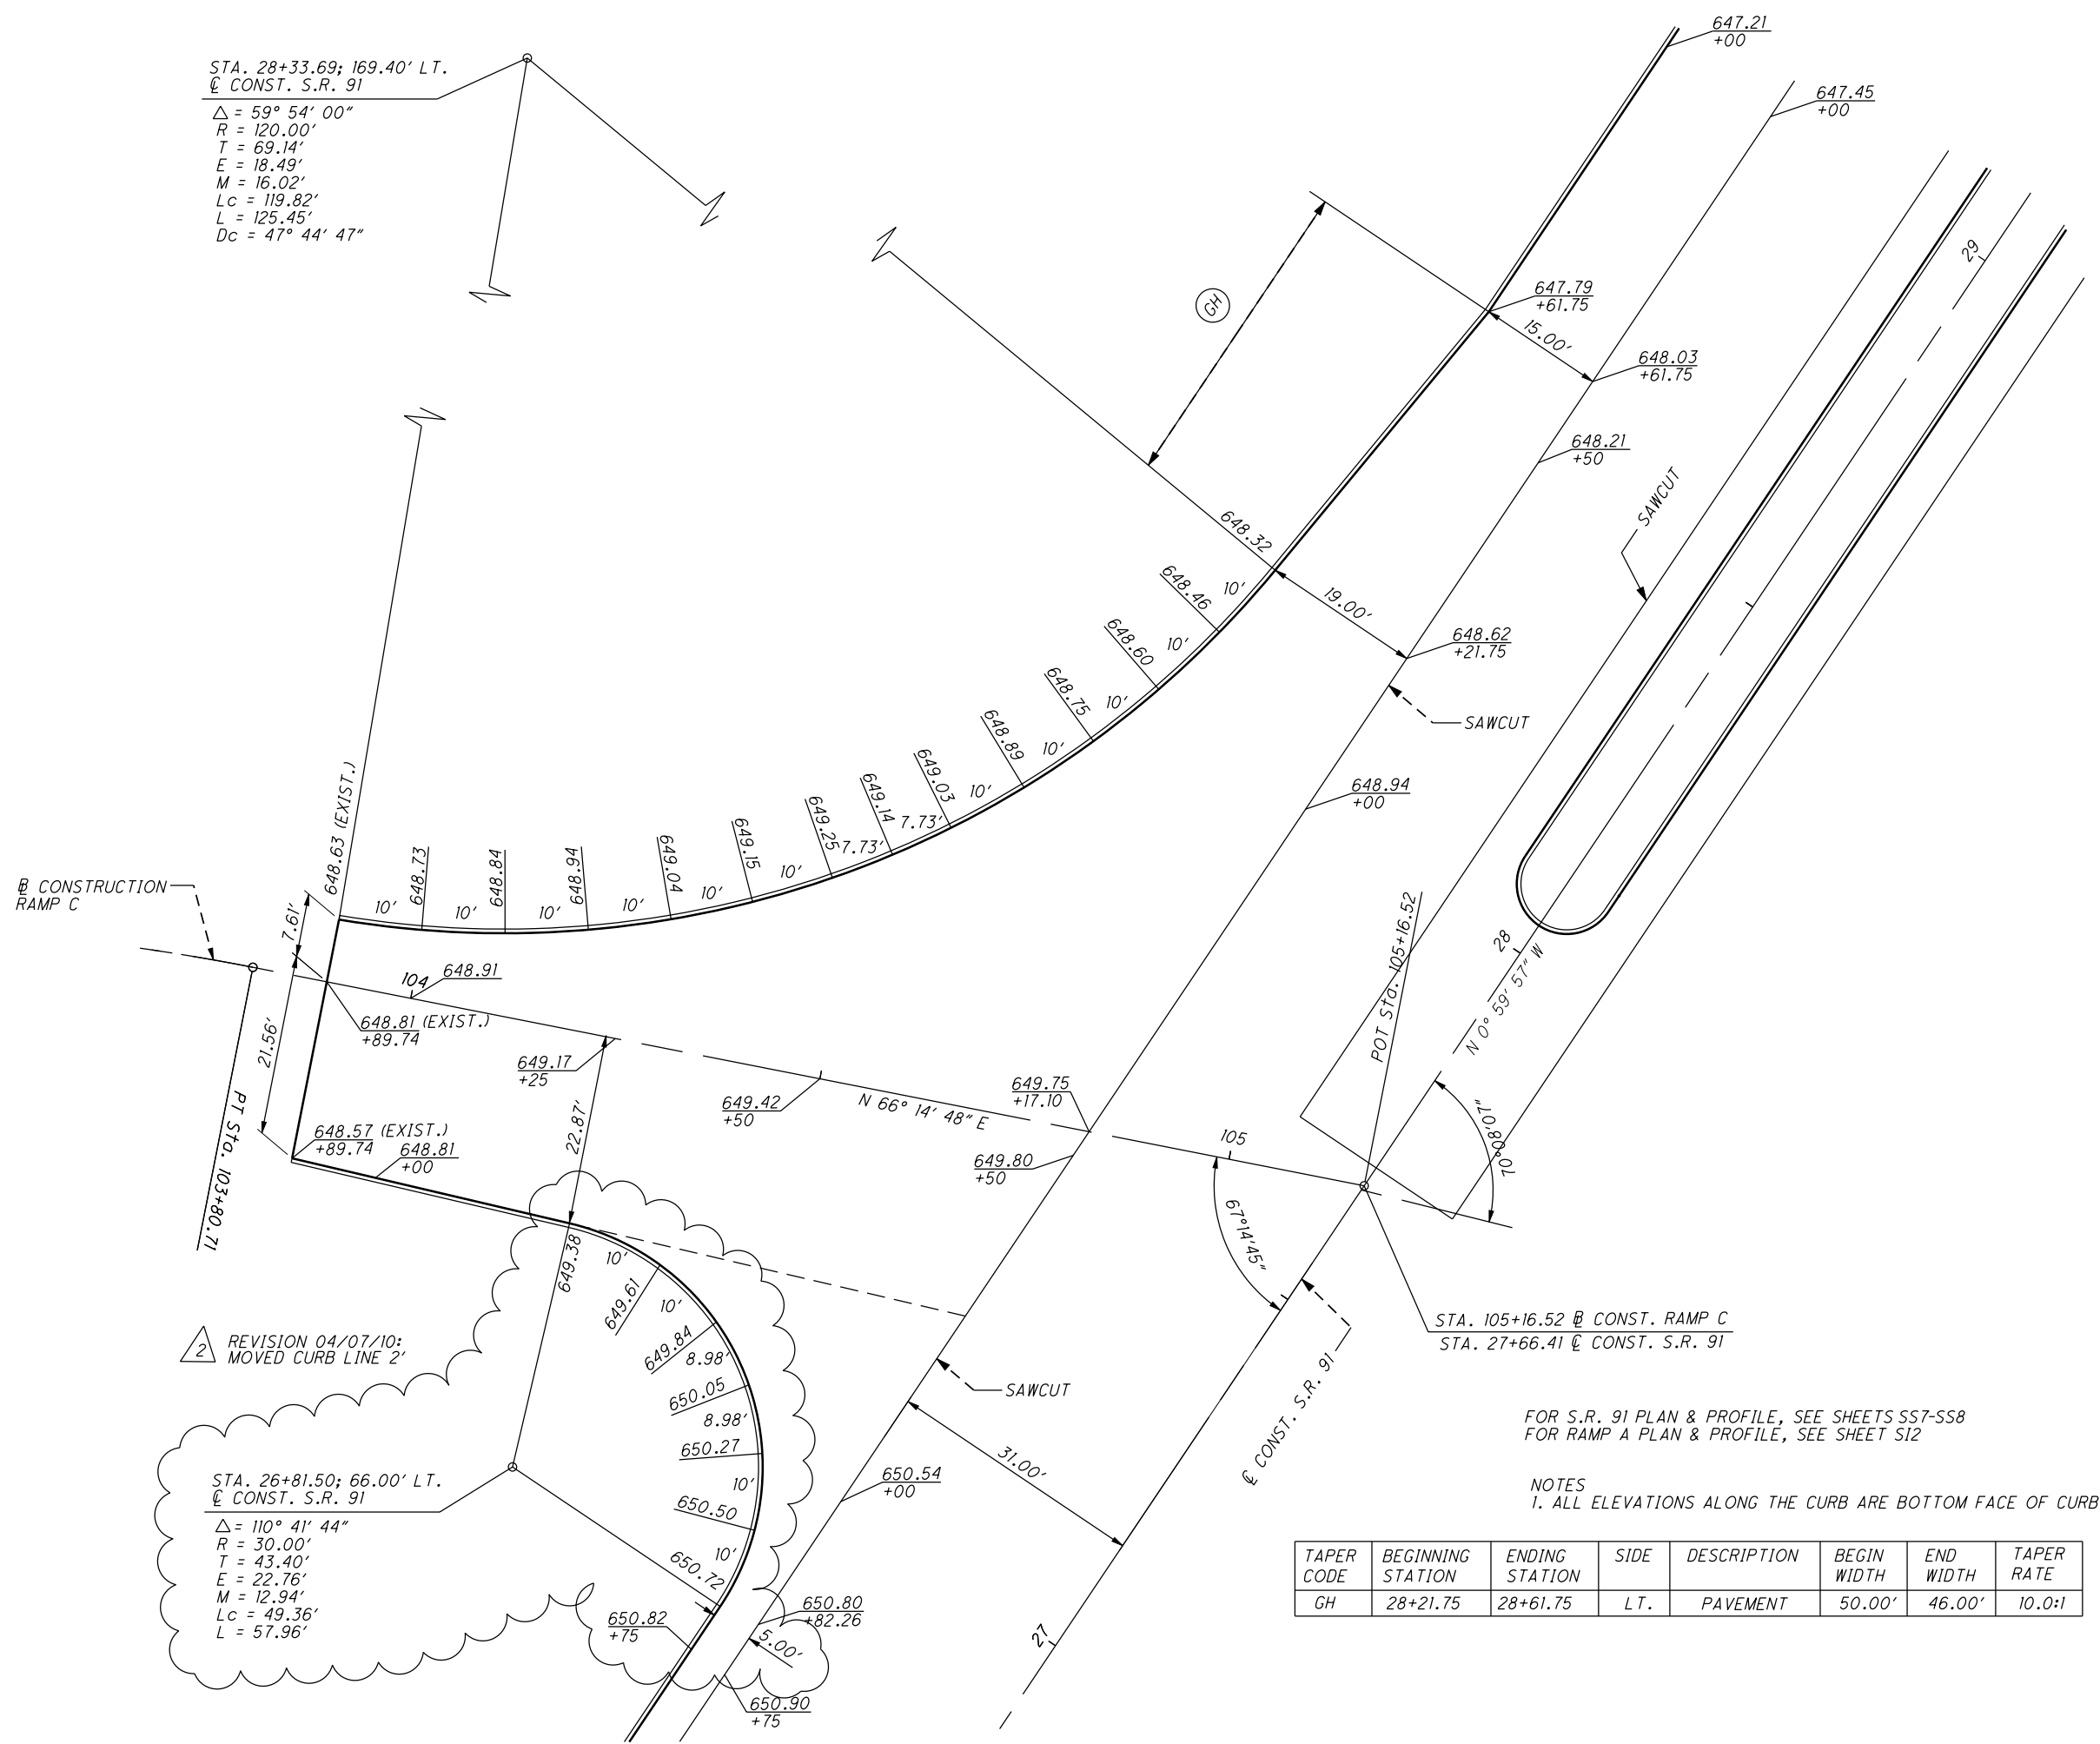 STA. 28+33.69; 169.40' LT.
℄ CONST. S.R. 91
△ = 59° 54' 00"
R = 120.00'
T = 69.14'
E = 18.49'
M = 16.02'
Lc = 119.82'
L = 125.45'
Dc = 47° 44' 47"
647.21
+00
647.45
+00
29
GH
647.79
+61.75
15.00'
648.03
+61.75
648.21
+50
SAWCUT
648.32
19.00'
648.62
+21.75
SAWCUT
648.94
+00
10'
648.46
10'
648.60
10'
648.75
10'
648.89
10'
649.03
7.73'
649.14
7.73'
649.25
10'
649.15
10'
649.04
10'
648.94
10'
648.84
10'
648.73
10'
648.63 (EXIST.)
B CONSTRUCTION
RAMP C
7.61'
21.56'
104
648.91
648.81 (EXIST.)
+89.74
649.17
+25
22.87'
649.42
+50
N 66° 14' 48" E
649.75
+17.10
649.80
+50
105
POT Sta. 105+16.52
28
N 0° 59' 57" W
70°08'07"
67°14'45"
PT Sta. 103+80.71
648.57 (EXIST.)
+89.74
648.81
+00
649.38
10'
649.61
10'
649.84
8.98'
650.05
8.98'
650.27
10'
650.50
10'
650.72
2
REVISION 04/07/10:
MOVED CURB LINE 2'
STA. 105+16.52 B CONST. RAMP C
STA. 27+66.41 ℄ CONST. S.R. 91
SAWCUT
℄ CONST. S.R. 91
31.00'
650.54
+00
STA. 26+81.50; 66.00' LT.
℄ CONST. S.R. 91
△ = 110° 41' 44"
R = 30.00'
T = 43.40'
E = 22.76'
M = 12.94'
Lc = 49.36'
L = 57.96'
650.82
+75
650.80
+82.26
5.00'
650.90
+75
27
FOR S.R. 91 PLAN & PROFILE, SEE SHEETS SS7-SS8
FOR RAMP A PLAN & PROFILE, SEE SHEET SI2
NOTES
1. ALL ELEVATIONS ALONG THE CURB ARE BOTTOM FACE OF CURB
TAPER CODE BEGINNING STATION ENDING STATION SIDE DESCRIPTION BEGIN WIDTH END WIDTH TAPER RATE
GH 28+21.75 28+61.75 LT. PAVEMENT 50.00' 46.00' 10.0:1